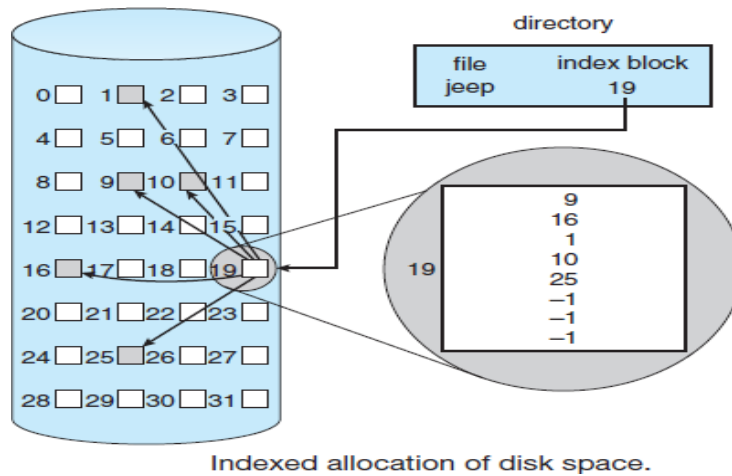 directory
file index block
jeep 19
0 1 2 3
4 5 6 7
8 9 10 11
12 13 14 15
16 17 18 19
20 21 22 23
24 25 26 27
28 29 30 31
19
9
16
1
10
25
–1
–1
–1
Indexed allocation of disk space.